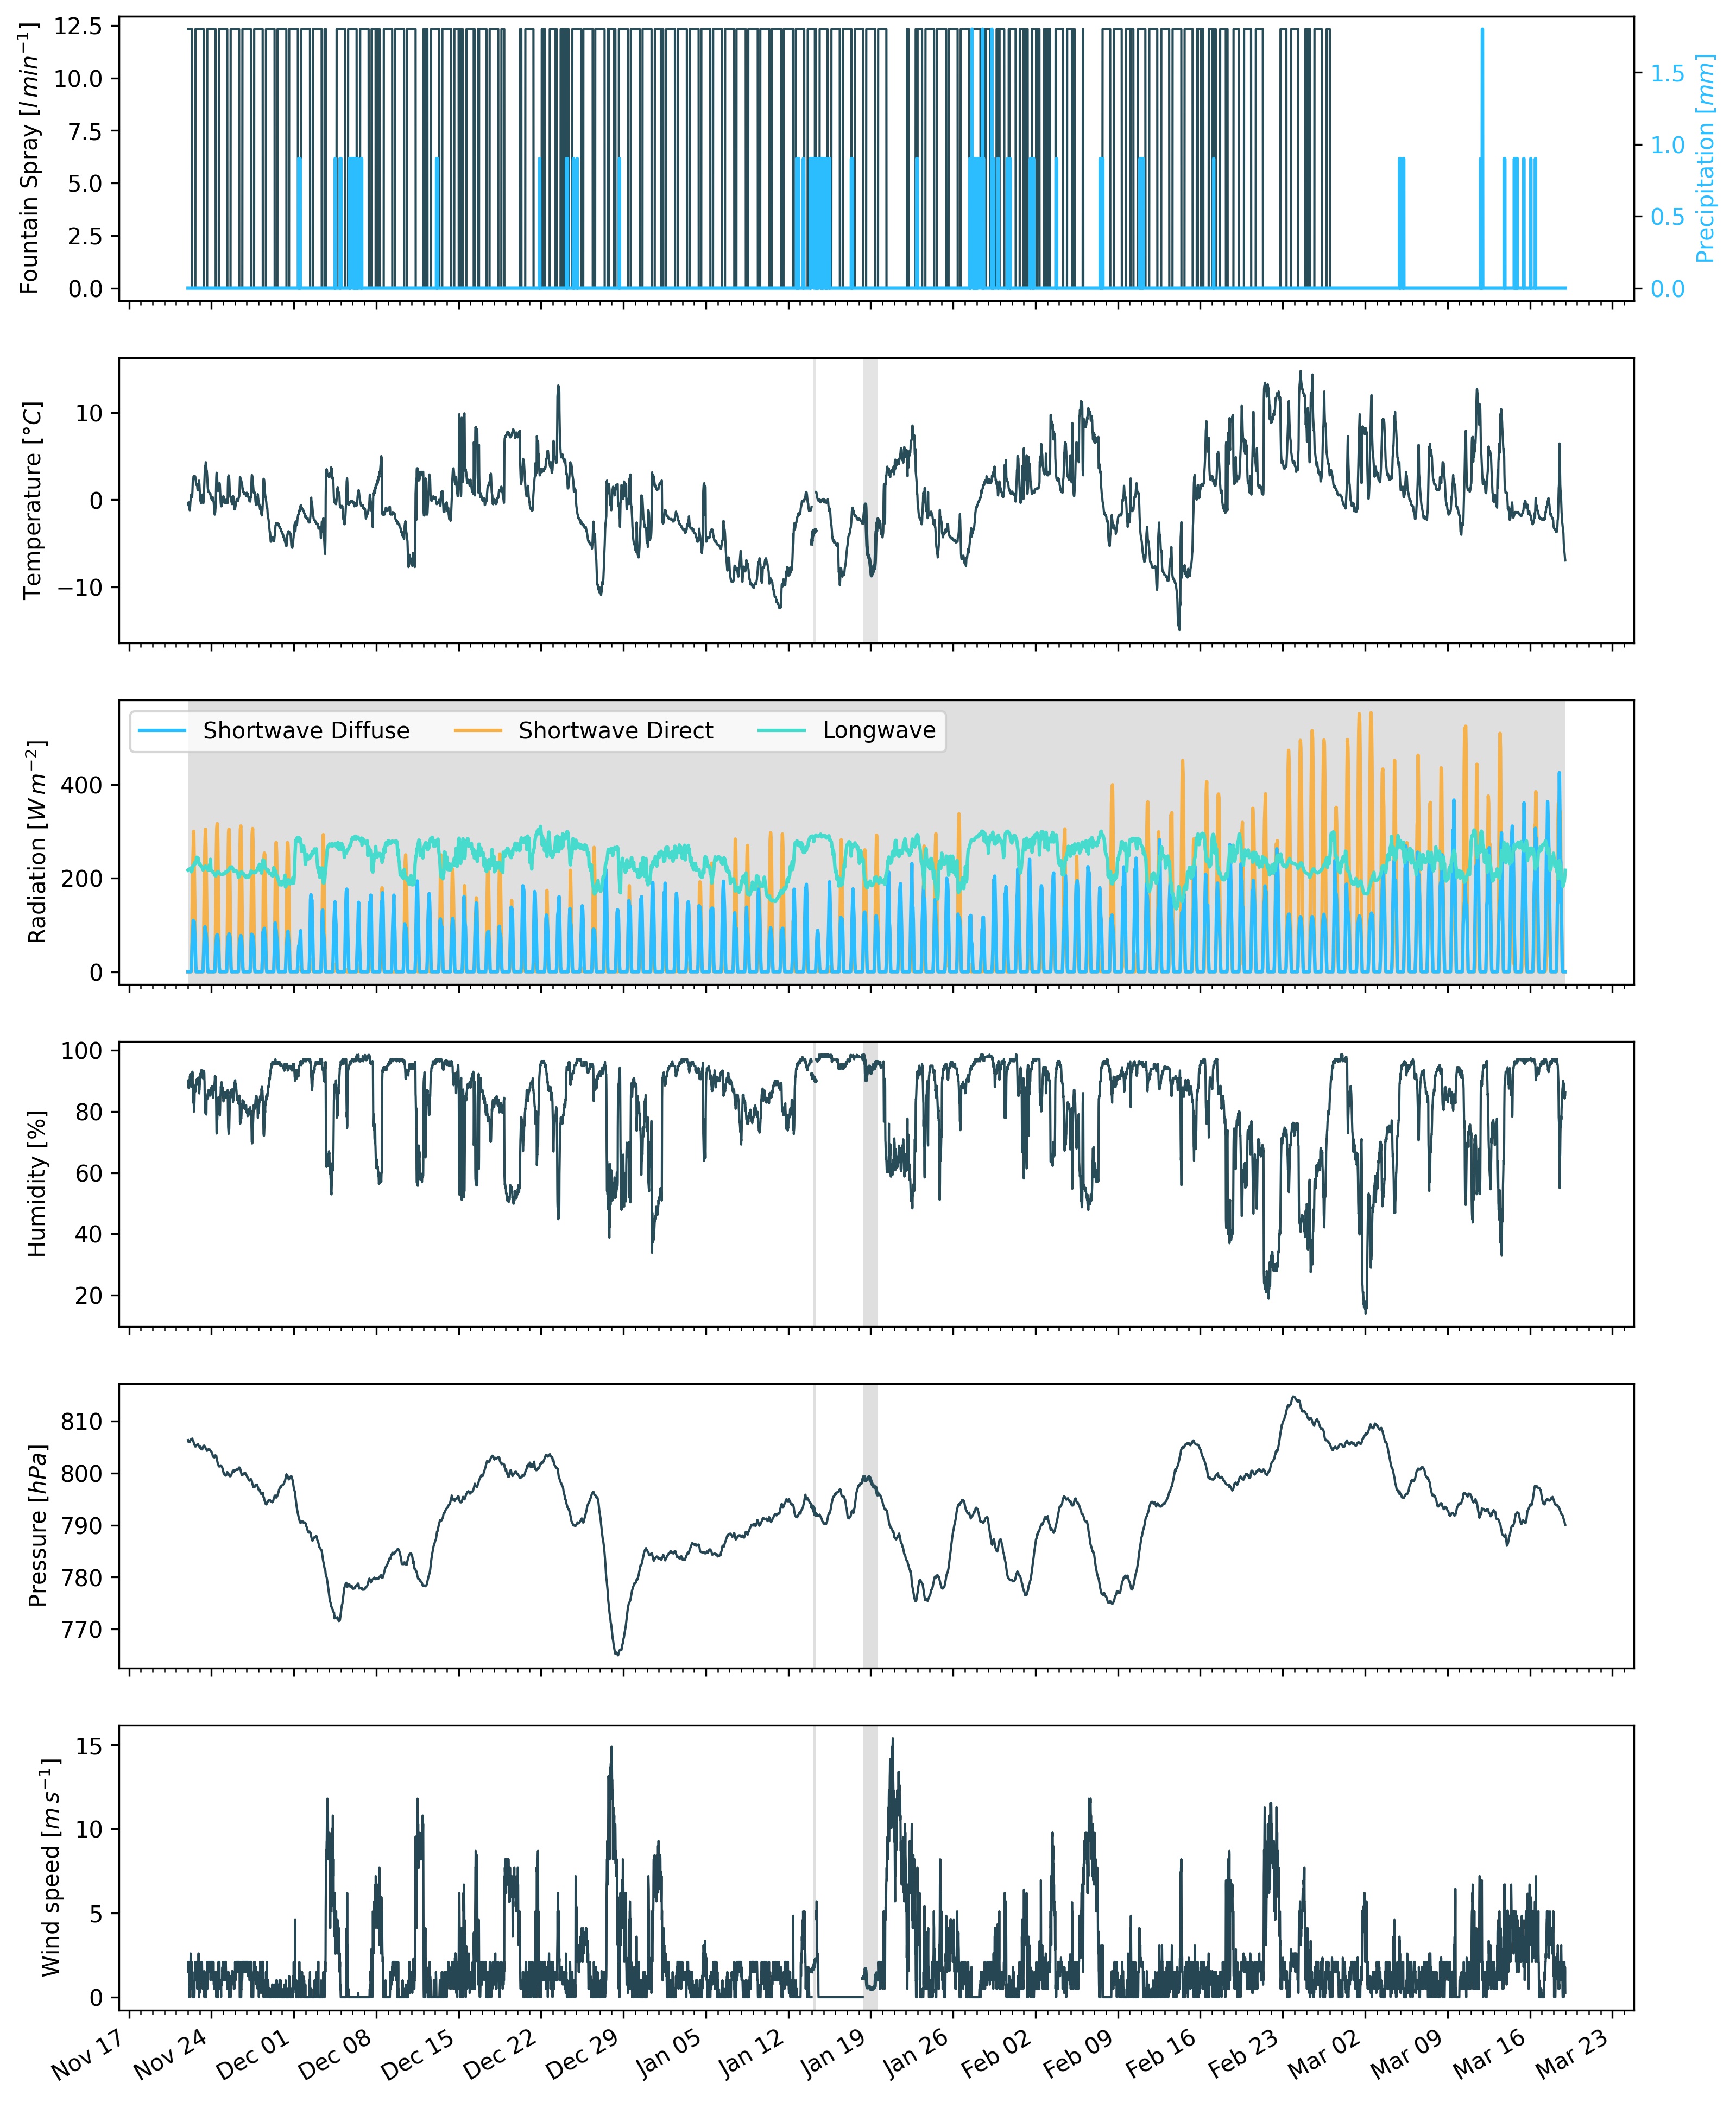 Fountain Spray [l min⁻¹]
12.5
10.0
7.5
5.0
2.5
0.0
1.5
1.0
0.5
0.0
Precipitation [mm]
Temperature [°C]
10
0
−10
Radiation [W m⁻²]
400
200
0
Shortwave Diffuse
Shortwave Direct
Longwave
Humidity [%]
100
80
60
40
20
Pressure [hPa]
810
800
790
780
770
Wind speed [m s⁻¹]
15
10
5
0
Nov 17
Nov 24
Dec 01
Dec 08
Dec 15
Dec 22
Dec 29
Jan 05
Jan 12
Jan 19
Jan 26
Feb 02
Feb 09
Feb 16
Feb 23
Mar 02
Mar 09
Mar 16
Mar 23